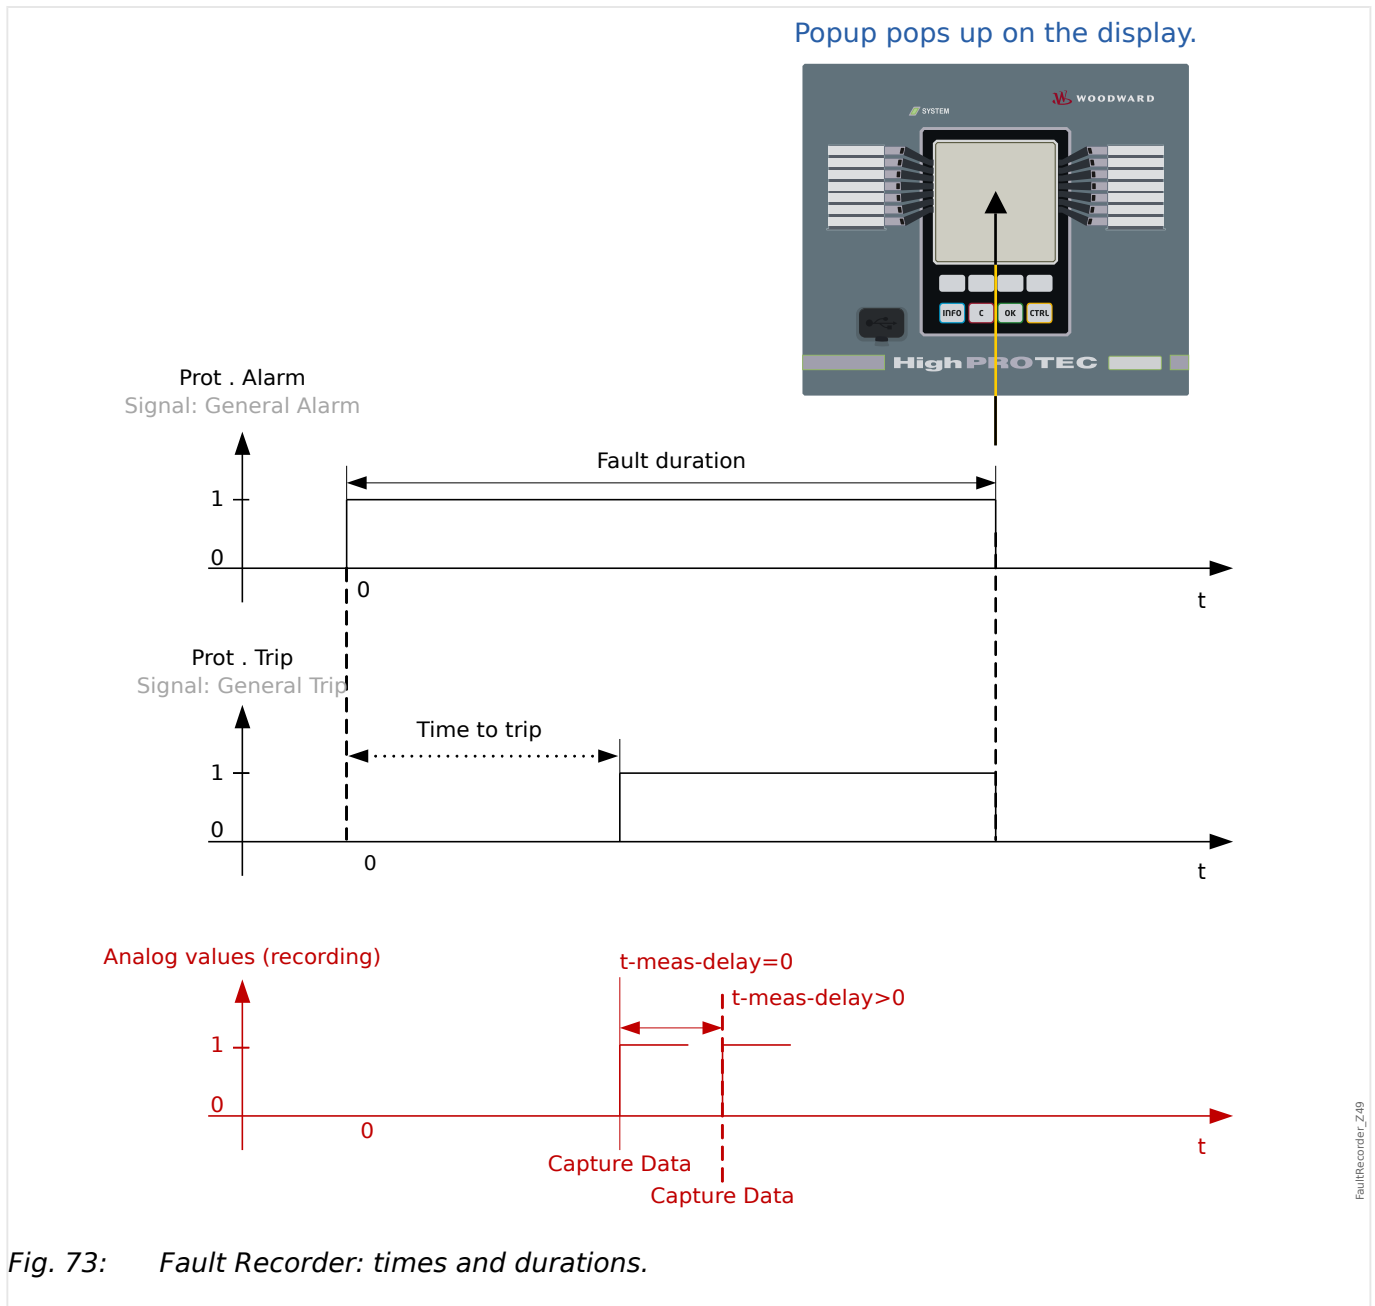 Popup pops up on the display.
WOODWARD
SYSTEM
INFO C OK CTRL
HighPROTEC
Prot . Alarm
Signal: General Alarm
Fault duration
1
0
0
t
Prot . Trip
Signal: General Trip
Time to trip
1
0
0
t
Analog values (recording)
t-meas-delay=0
t-meas-delay>0
1
0
0
t
Capture Data
Capture Data
FaultRecorder_Z49
Fig. 73: Fault Recorder: times and durations.